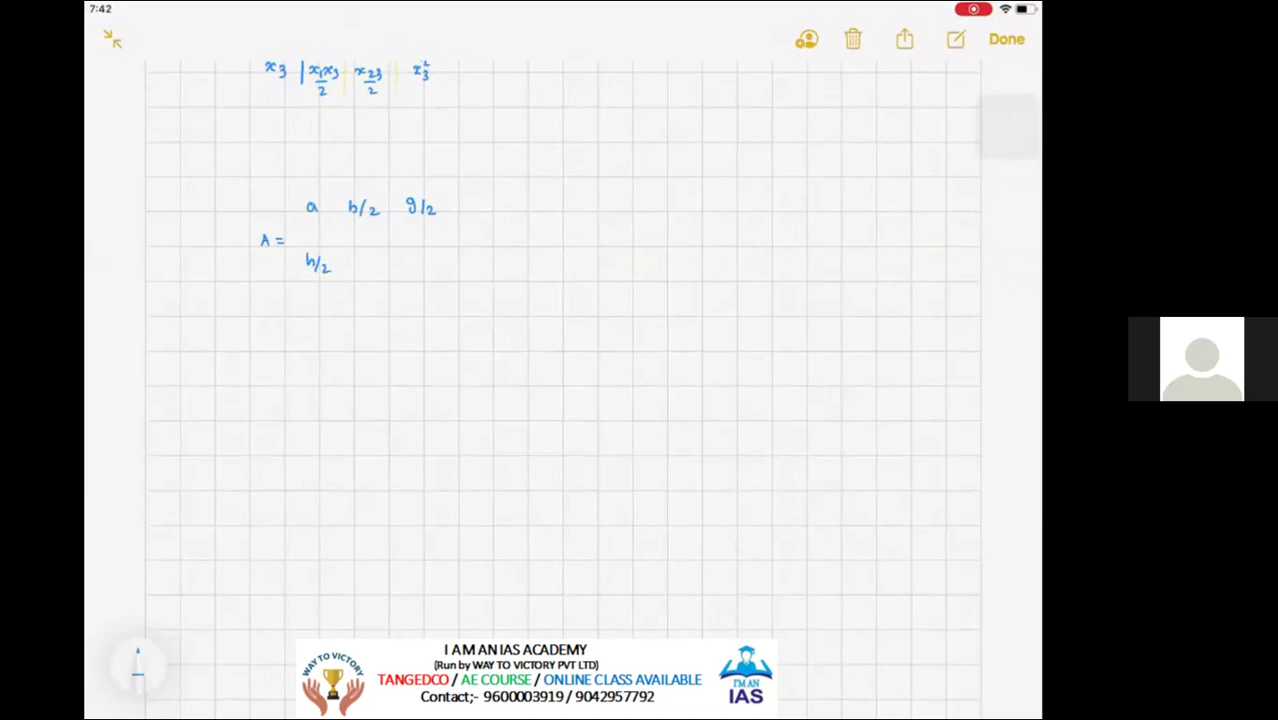 7:42
Done
x3 | x1x3/2 x23/2 x3²
a h/2 g/2
A =
h/2
WAY TO VICTORY
I A M AN IAS ACADEMY
(Run by WAY TO VICTORY PVT LTD)
TANGEDCO / AE COURSE / ONLINE CLASS AVAILABLE
Contact;- 9600003919 / 9042957792
I'M AN
IAS